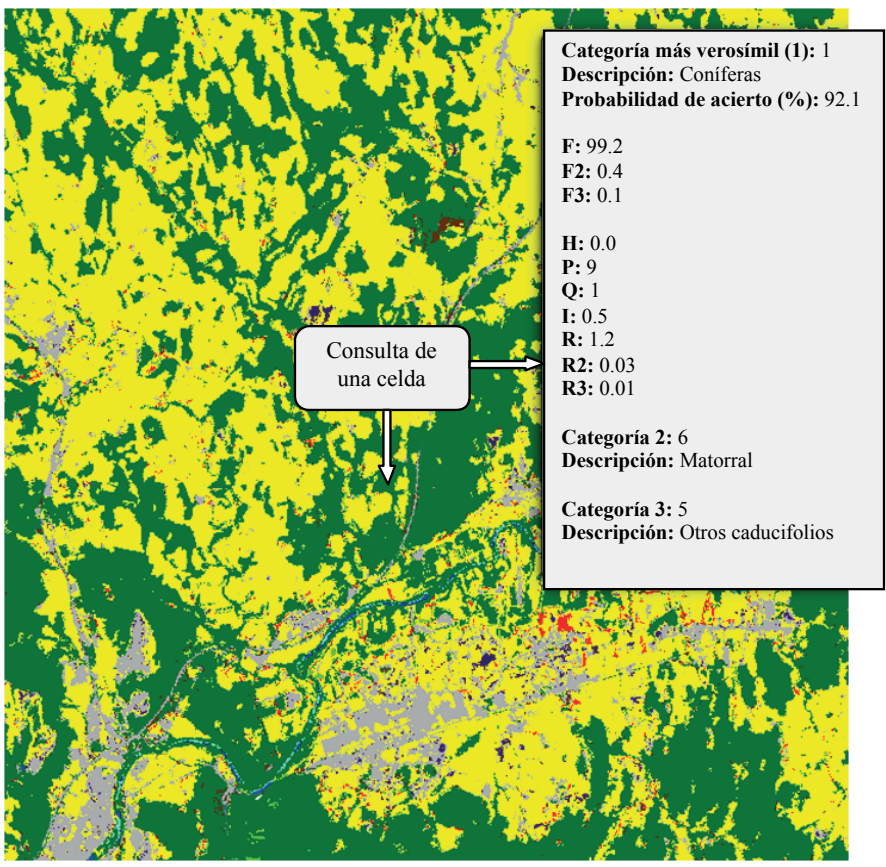 Categoría más verosímil (1): 1
Descripción: Coníferas
Probabilidad de acierto (%): 92.1
F: 99.2
F2: 0.4
F3: 0.1
H: 0.0
P: 9
Q: 1
I: 0.5
R: 1.2
R2: 0.03
R3: 0.01
Categoría 2: 6
Descripción: Matorral
Categoría 3: 5
Descripción: Otros caducifolios
Consulta de
una celda